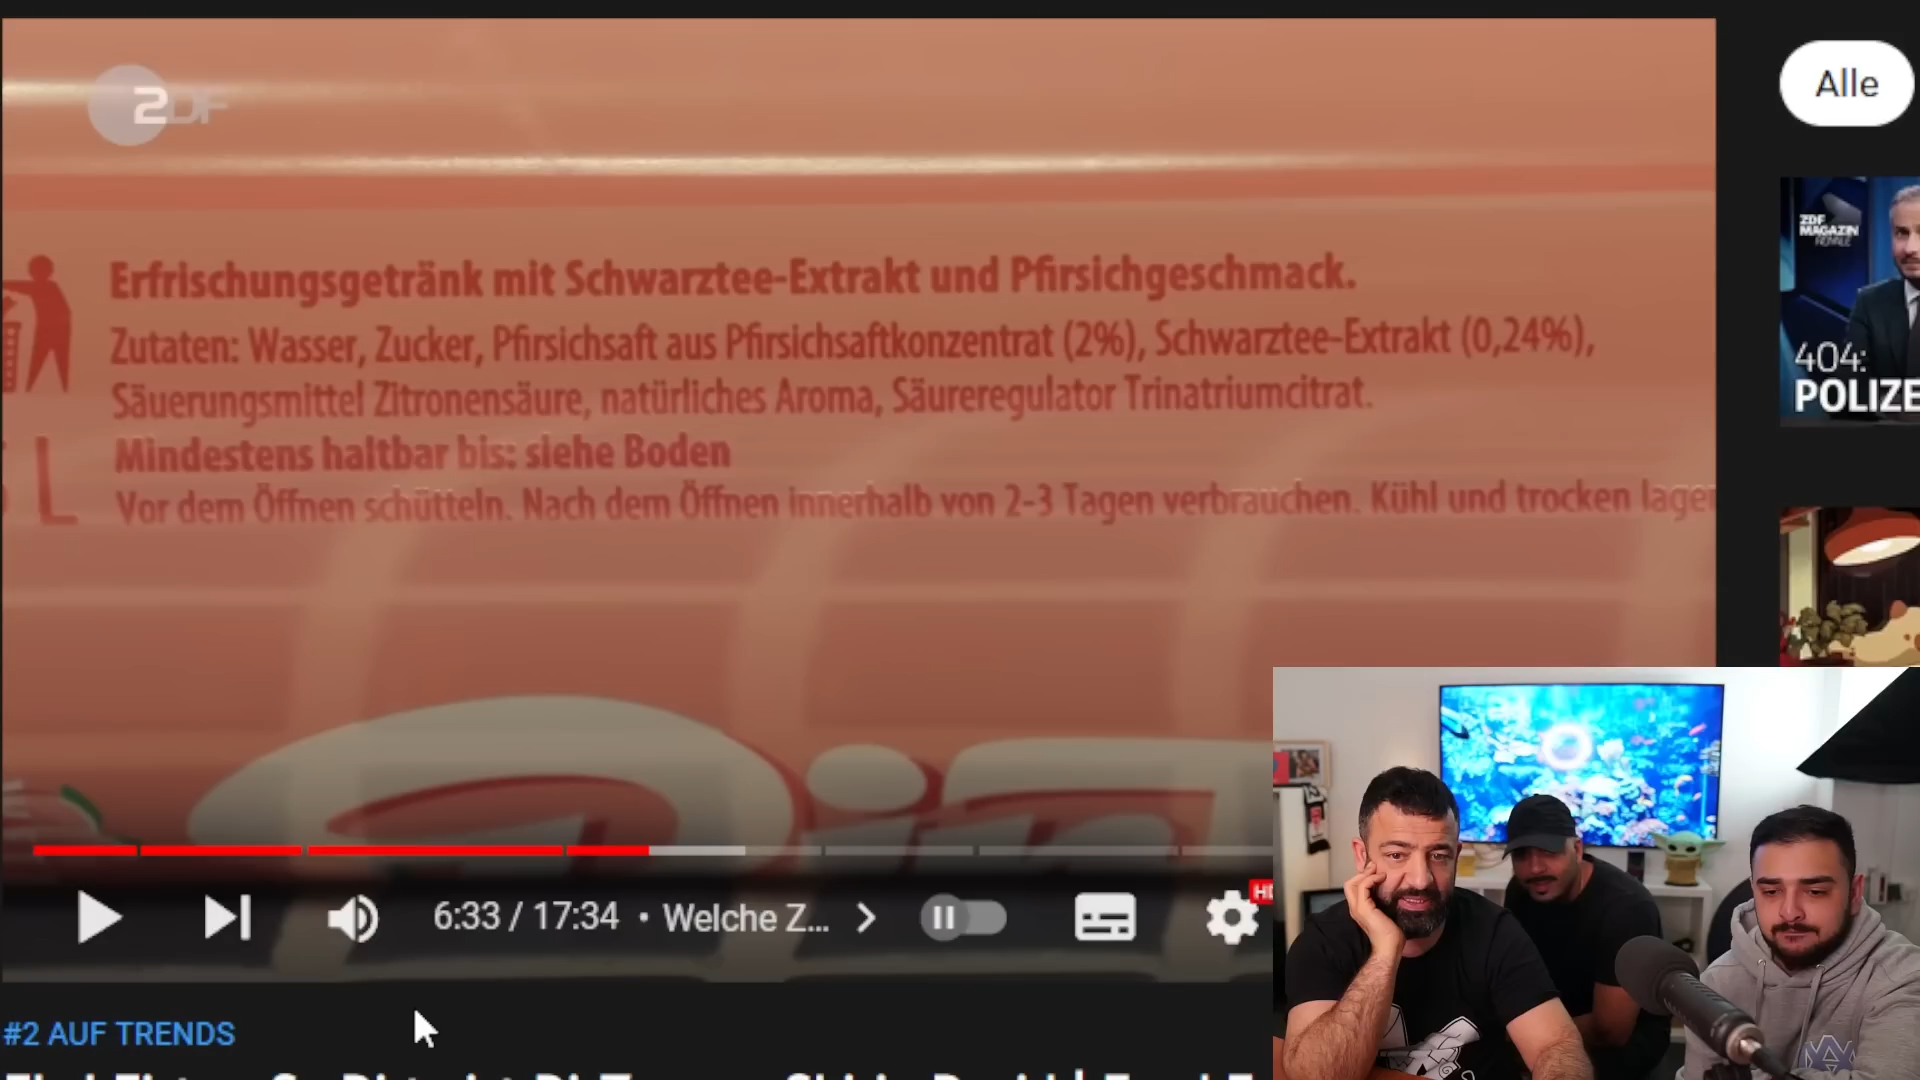 ZDF
Alle
Erfrischungsgetränk mit Schwarztee-Extrakt und Pfirsichgeschmack.
Zutaten: Wasser, Zucker, Pfirsichsaft aus Pfirsichsaftkonzentrat (2%), Schwarztee-Extrakt (0,24%),
Säuerungsmittel Zitronensäure, natürliches Aroma, Säureregulator Trinatriumcitrat.
Mindestens haltbar bis: siehe Boden
Vor dem Öffnen schütteln. Nach dem Öffnen innerhalb von 2-3 Tagen verbrauchen. Kühl und trocken lager
L
ZDF
MAGAZIN
ROYALE
404:
POLIZE
6:33 / 17:34 • Welche Z...
HD
#2 AUF TRENDS